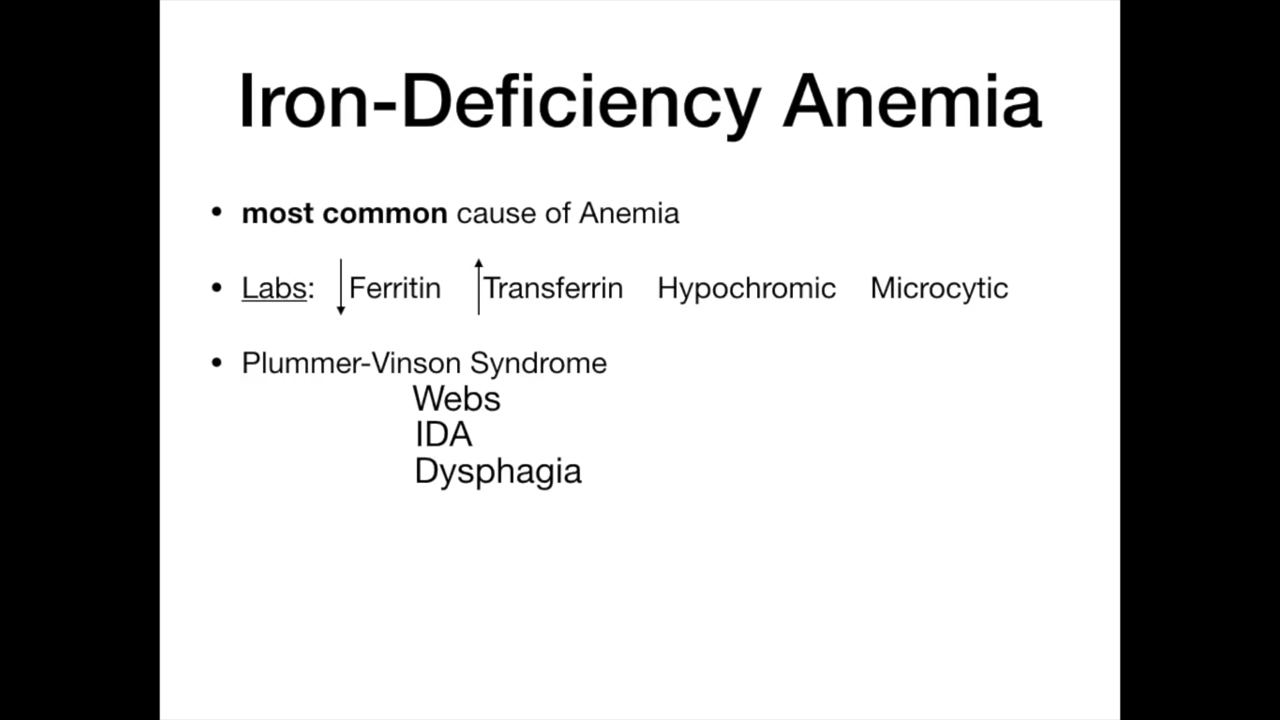 Iron-Deficiency Anemia
• most common cause of Anemia
• Labs: ↓Ferritin ↑Transferrin Hypochromic Microcytic
• Plummer-Vinson Syndrome
Webs
IDA
Dysphagia